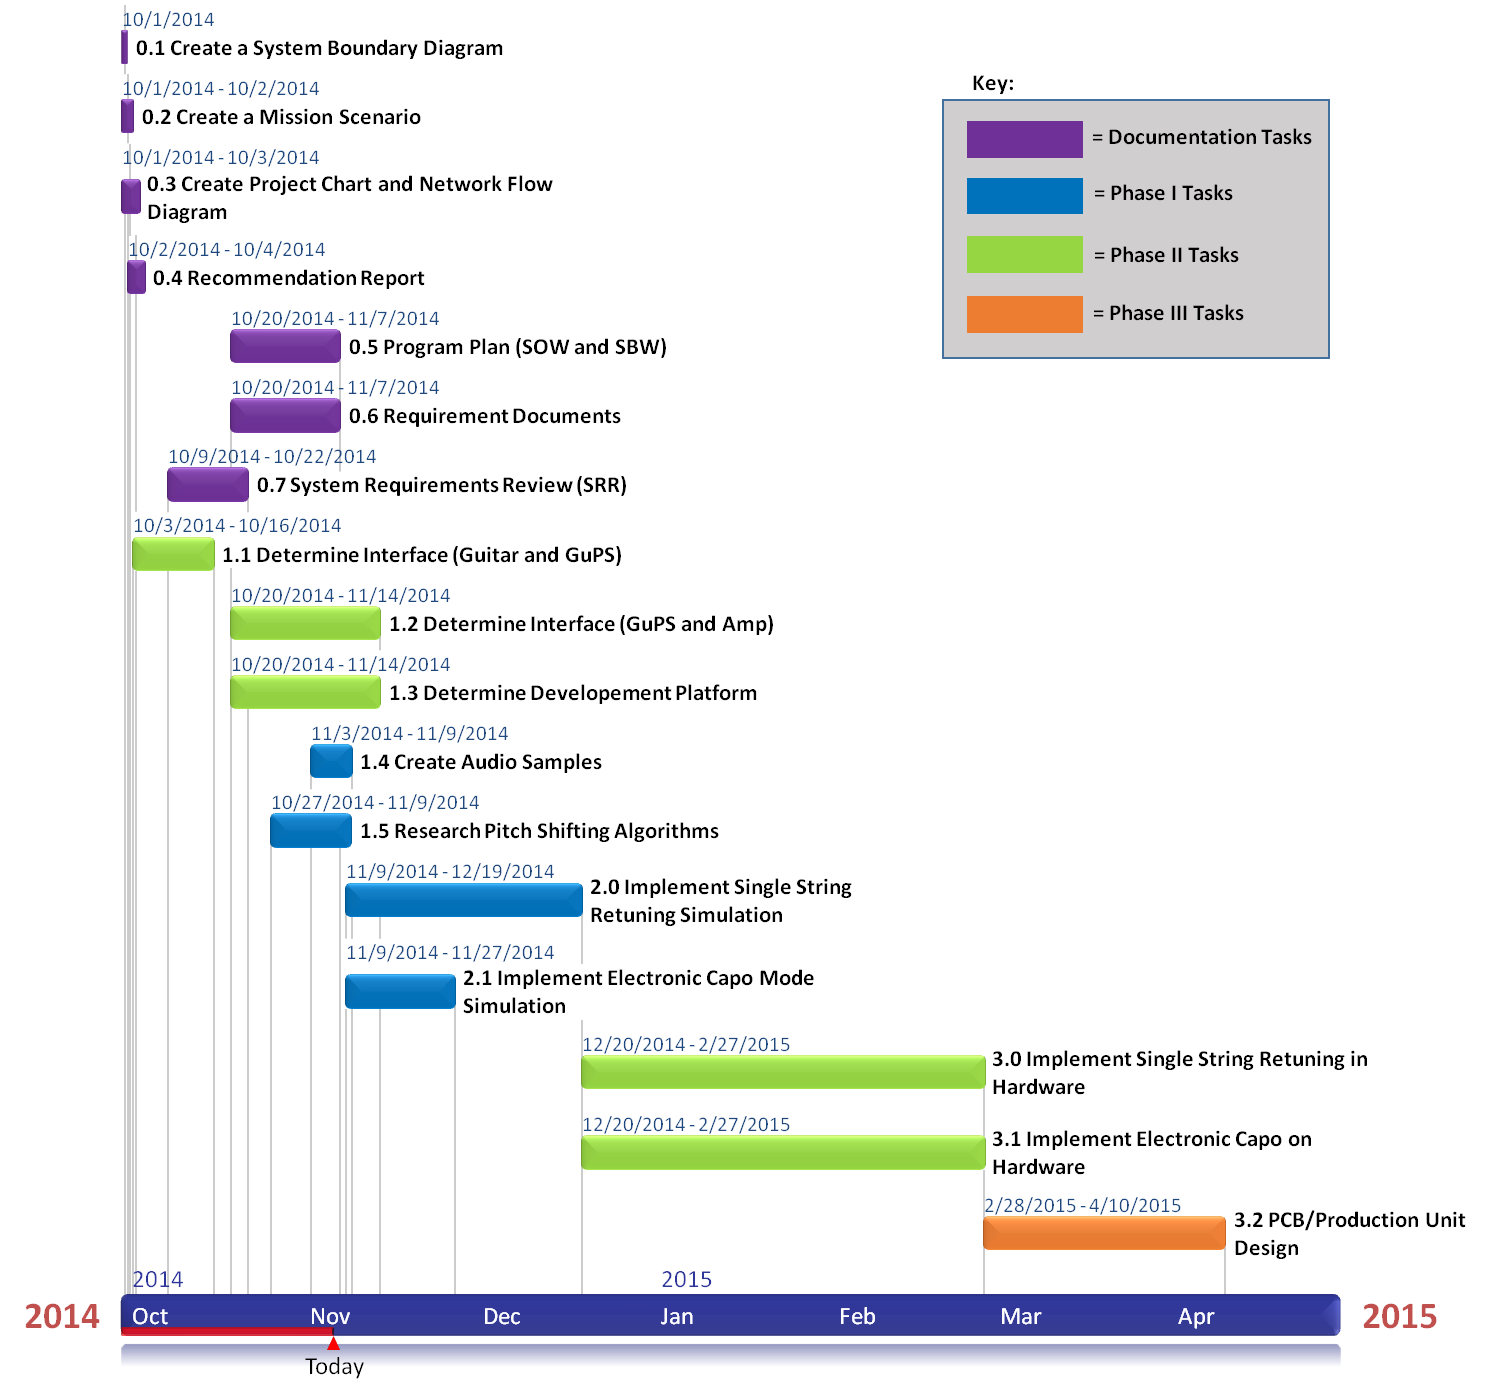 10/1/2014
0.1 Create a System Boundary Diagram
10/1/2014 - 10/2/2014
0.2 Create a Mission Scenario
10/1/2014 - 10/3/2014
0.3 Create Project Chart and Network Flow
Diagram
10/2/2014 - 10/4/2014
0.4 Recommendation Report
10/20/2014 - 11/7/2014
0.5 Program Plan (SOW and SBW)
10/20/2014 - 11/7/2014
0.6 Requirement Documents
10/9/2014 - 10/22/2014
0.7 System Requirements Review (SRR)
10/3/2014 - 10/16/2014
1.1 Determine Interface (Guitar and GuPS)
10/20/2014 - 11/14/2014
1.2 Determine Interface (GuPS and Amp)
10/20/2014 - 11/14/2014
1.3 Determine Developement Platform
11/3/2014 - 11/9/2014
1.4 Create Audio Samples
10/27/2014 - 11/9/2014
1.5 Research Pitch Shifting Algorithms
11/9/2014 - 12/19/2014
2.0 Implement Single String
Retuning Simulation
11/9/2014 - 11/27/2014
2.1 Implement Electronic Capo Mode
Simulation
12/20/2014 - 2/27/2015
3.0 Implement Single String Retuning in
Hardware
12/20/2014 - 2/27/2015
3.1 Implement Electronic Capo on
Hardware
2/28/2015 - 4/10/2015
3.2 PCB/Production Unit
Design
Key:
= Documentation Tasks
= Phase I Tasks
= Phase II Tasks
= Phase III Tasks
2014 2015
2014 Oct Nov Dec Jan Feb Mar Apr 2015
Today